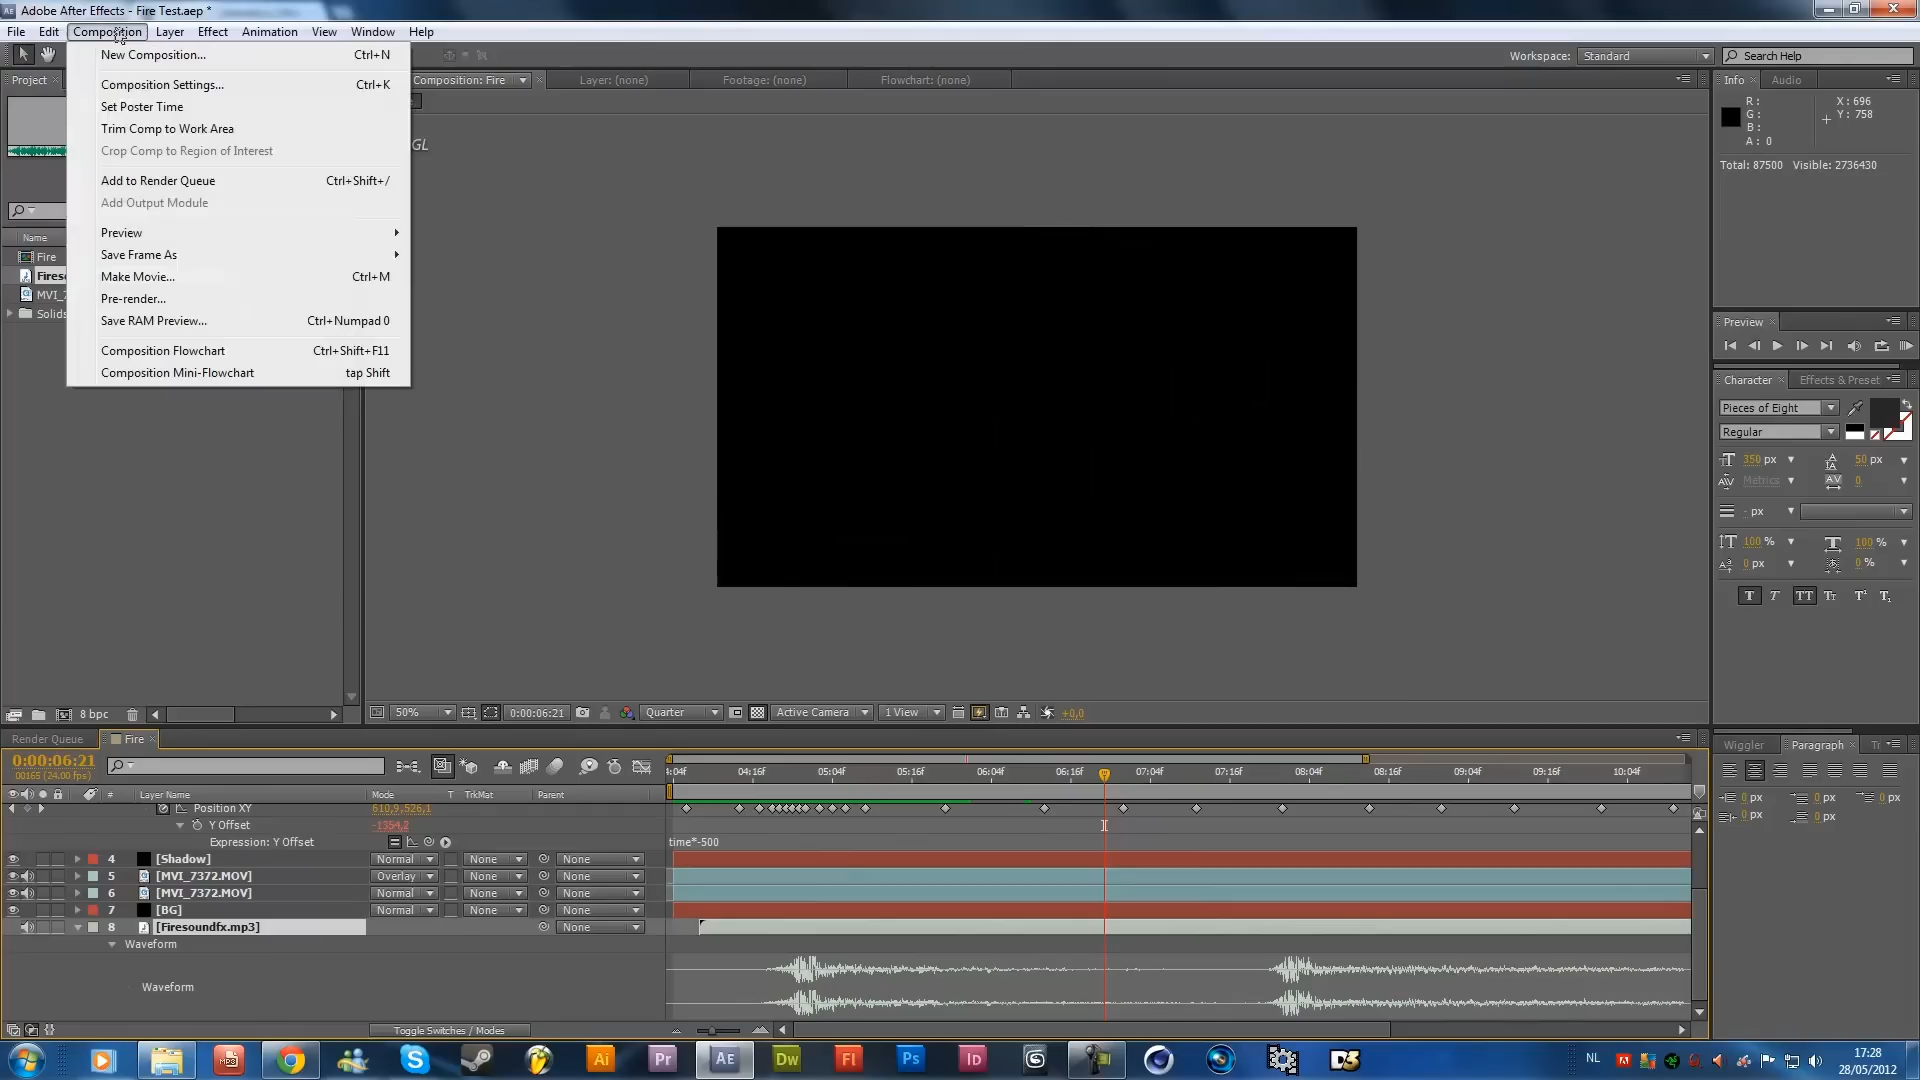 Adobe After Effects - Fire Test.aep *
File Edit Composition Layer Effect Animation View Window Help
New Composition... Ctrl+N
Composition Settings... Ctrl+K
Set Poster Time
Trim Comp to Work Area
Crop Comp to Region of Interest
Add to Render Queue Ctrl+Shift+/
Add Output Module
Preview
Save Frame As
Make Movie... Ctrl+M
Pre-render...
Save RAM Preview... Ctrl+Numpad 0
Composition Flowchart Ctrl+Shift+F11
Composition Mini-Flowchart tap Shift
Workspace: Standard Search Help
Project
Composition: Fire Layer: (none) Footage: (none) Flowchart: (none)
GL
Name
Fire
Fireso
MVI_7
Solids
8 bpc
50% 0:00:06:21 Quarter Active Camera 1 View +0,0
Info Audio
R: X: 696
G: Y: 758
B:
A: 0
Total: 87500 Visible: 2736430
Preview
Character Effects & Preset
Pieces of Eight
Regular
350 px 50 px
Metrics 0
- px
100 % 100 %
0 px 0 %
Render Queue Fire
0:00:06:21
00165 (24.00 fps)
# Layer Name Mode T TrkMat Parent
4:04f 04:16f 05:04f 05:16f 06:04f 06:16f 07:04f 07:16f 08:04f 08:16f 09:04f 09:16f 10:04f
Position XY 610,9,526,1
Y Offset -1354,2
Expression: Y Offset time*-500
4 [Shadow] Normal None None
5 [MVI_7372.MOV] Overlay None None
6 [MVI_7372.MOV] Normal None None
7 [BG] Normal None None
8 [Firesoundfx.mp3] None
Waveform
Waveform
Toggle Switches / Modes
Wiggler Paragraph Tr
0 px 0 px 0 px
0 px 0 px
MP3 Ai Pr Ae Dw Fl Ps Id D3
NL
17:28
28/05/2012